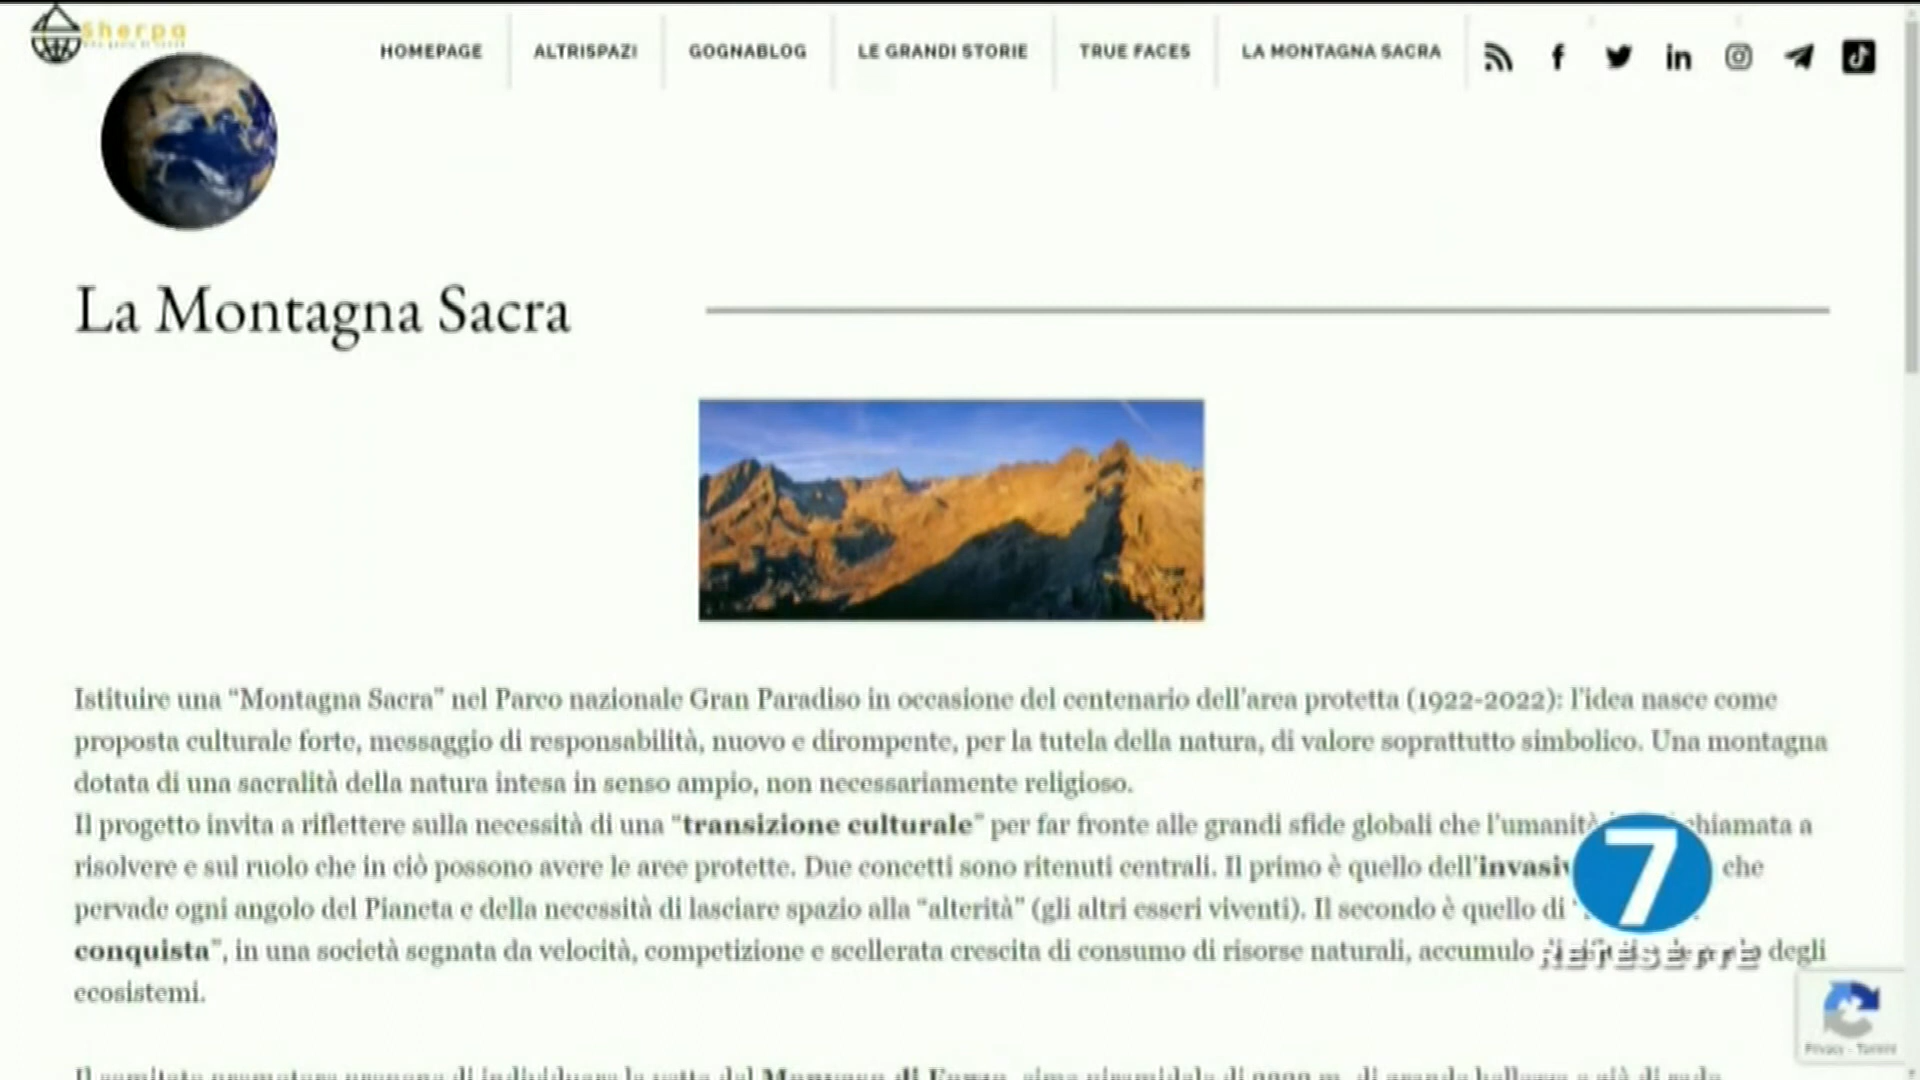 Sherpa
HOMEPAGE
ALTRISPAZI
GOGNABLOG
LE GRANDI STORIE
TRUE FACES
LA MONTAGNA SACRA
La Montagna Sacra
Istituire una “Montagna Sacra” nel Parco nazionale Gran Paradiso in occasione del centenario dell’area protetta (1922-2022): l’idea nasce come
proposta culturale forte, messaggio di responsabilità, nuovo e dirompente, per la tutela della natura, di valore soprattutto simbolico. Una montagna
dotata di una sacralità della natura intesa in senso ampio, non necessariamente religioso.
Il progetto invita a riflettere sulla necessità di una “transizione culturale” per far fronte alle grandi sfide globali che l’umanità chiamata a
risolvere e sul ruolo che in ciò possono avere le aree protette. Due concetti sono ritenuti centrali. Il primo è quello dell’invasiv che
pervade ogni angolo del Pianeta e della necessità di lasciare spazio alla “alterità” (gli altri esseri viventi). Il secondo è quello di
conquista”, in una società segnata da velocità, competizione e scellerata crescita di consumo di risorse naturali, accumulo degli
ecosistemi.
7
RETESETTE
Privacy - Termini